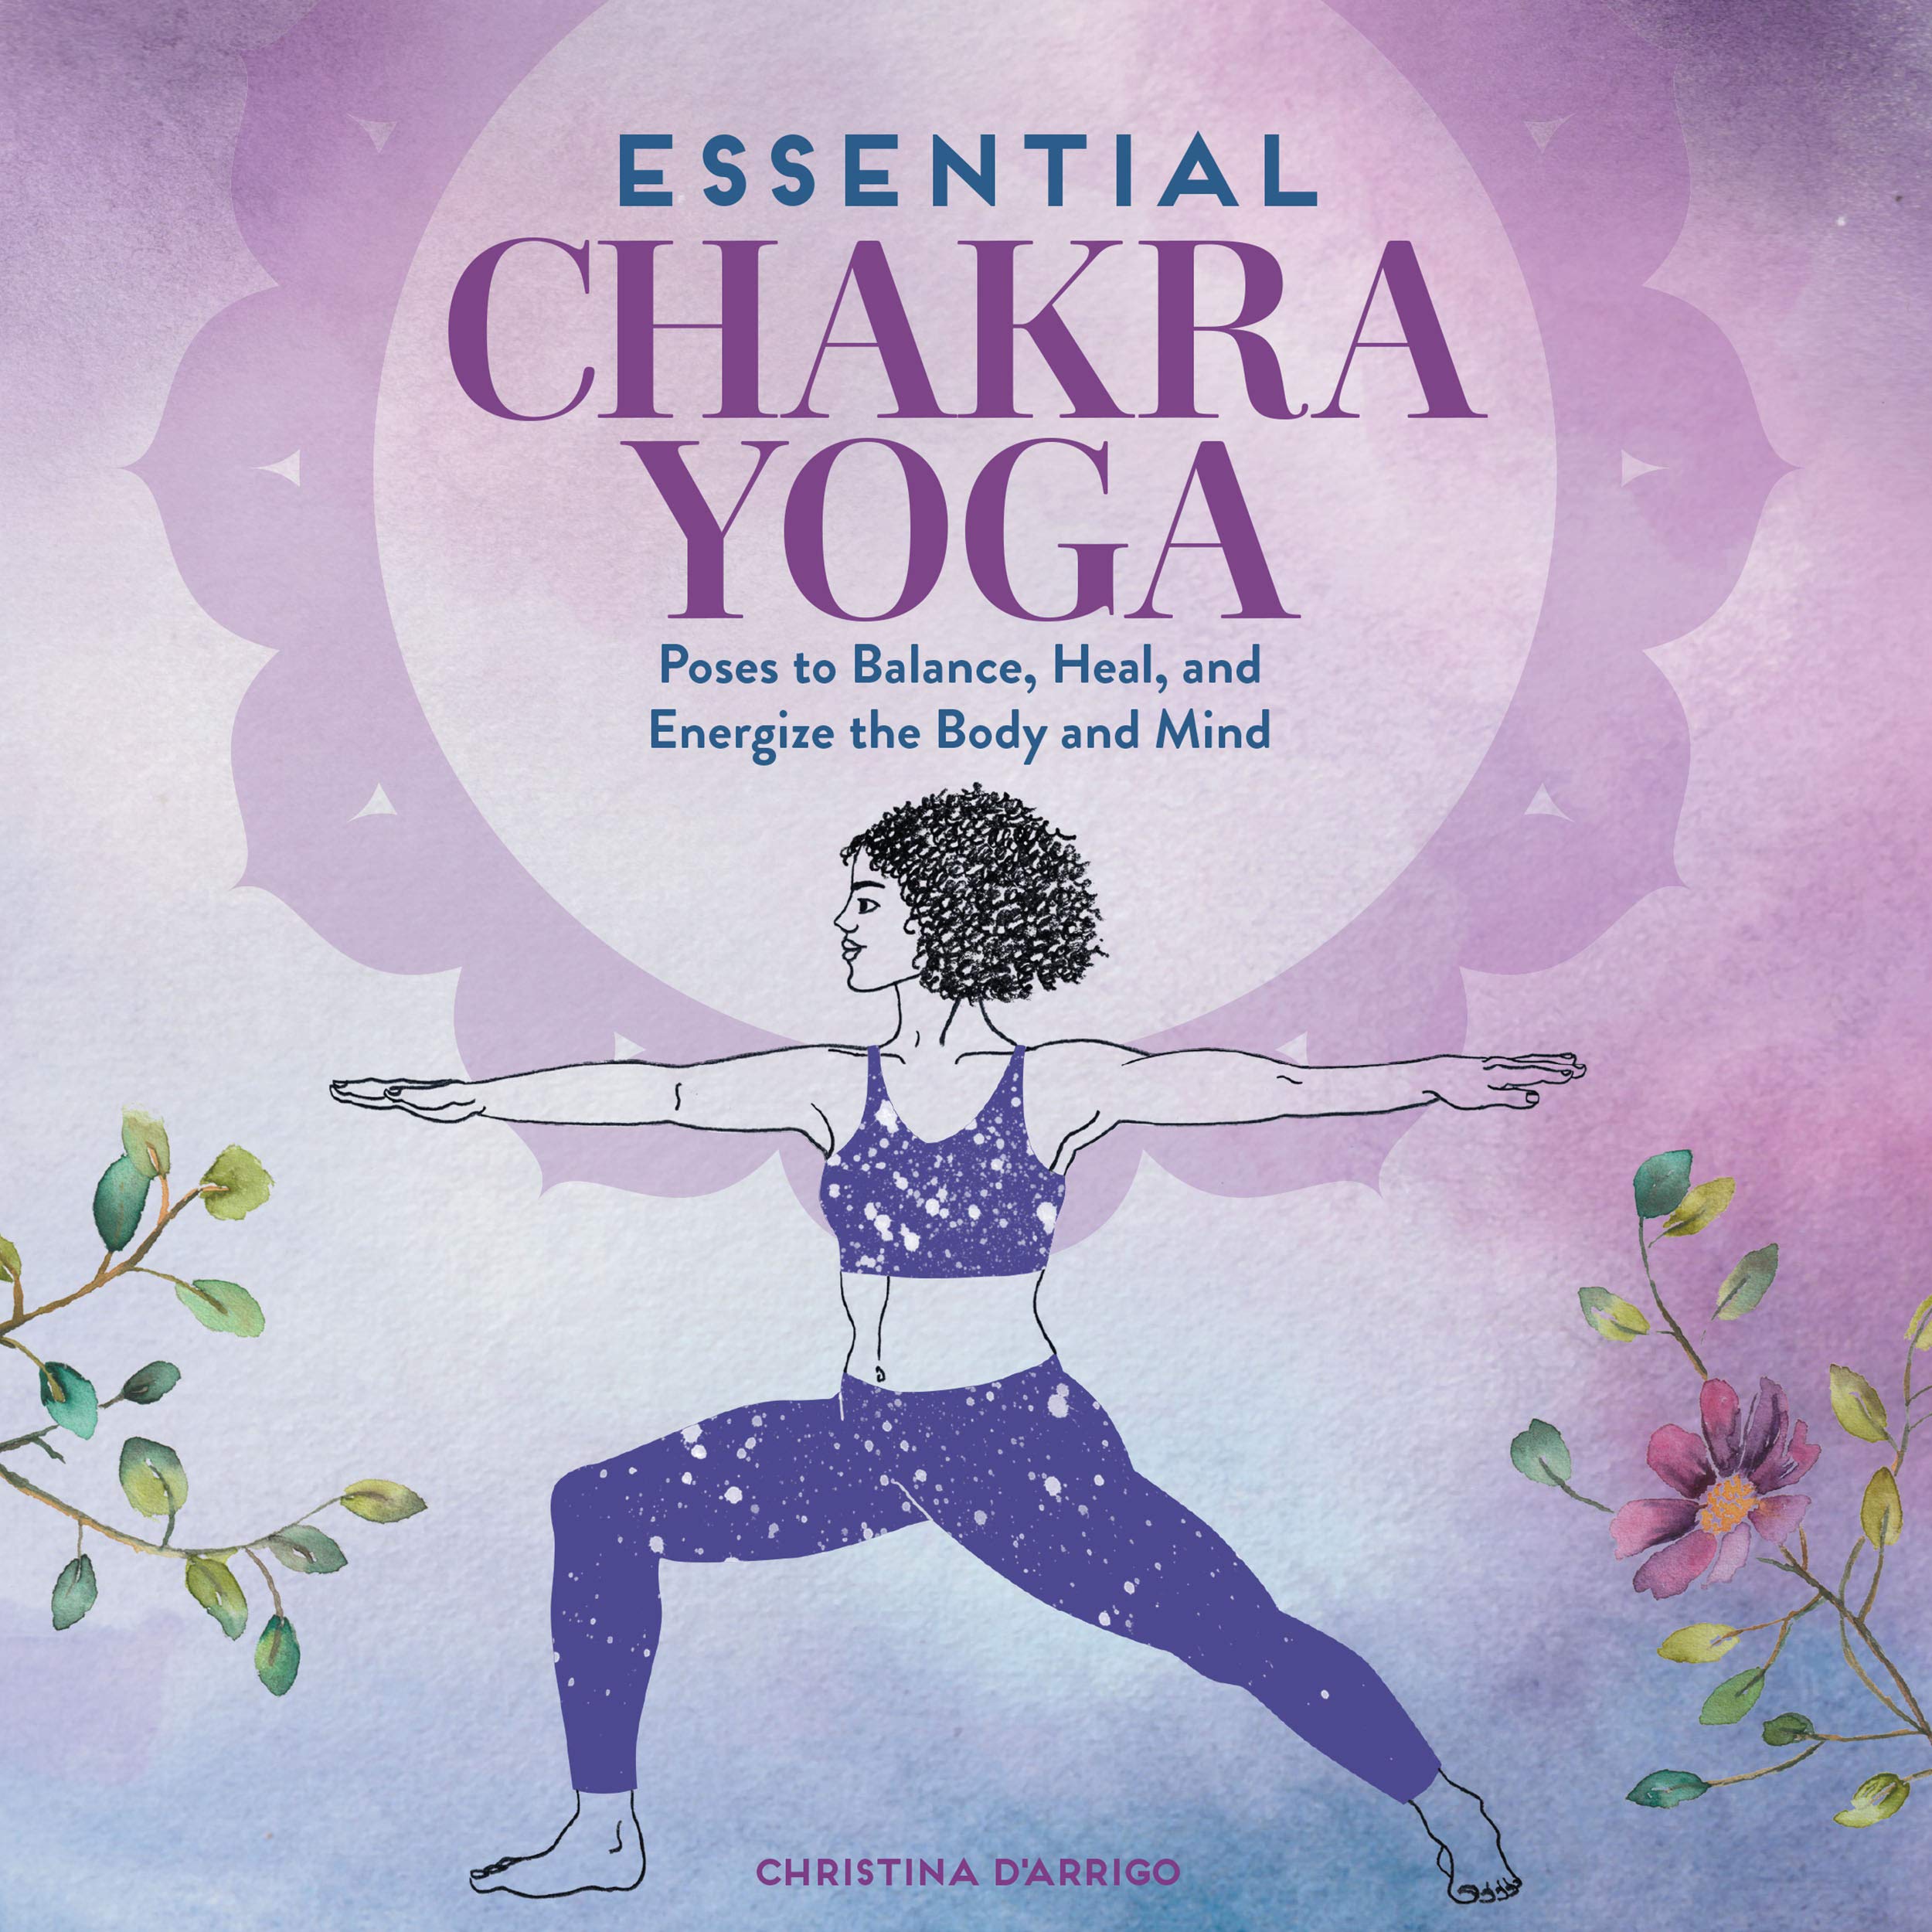 ESSENTIAL
CHAKRA
YOGA
Poses to Balance, Heal, and
Energize the Body and Mind
CHRISTINA D'ARRIGO